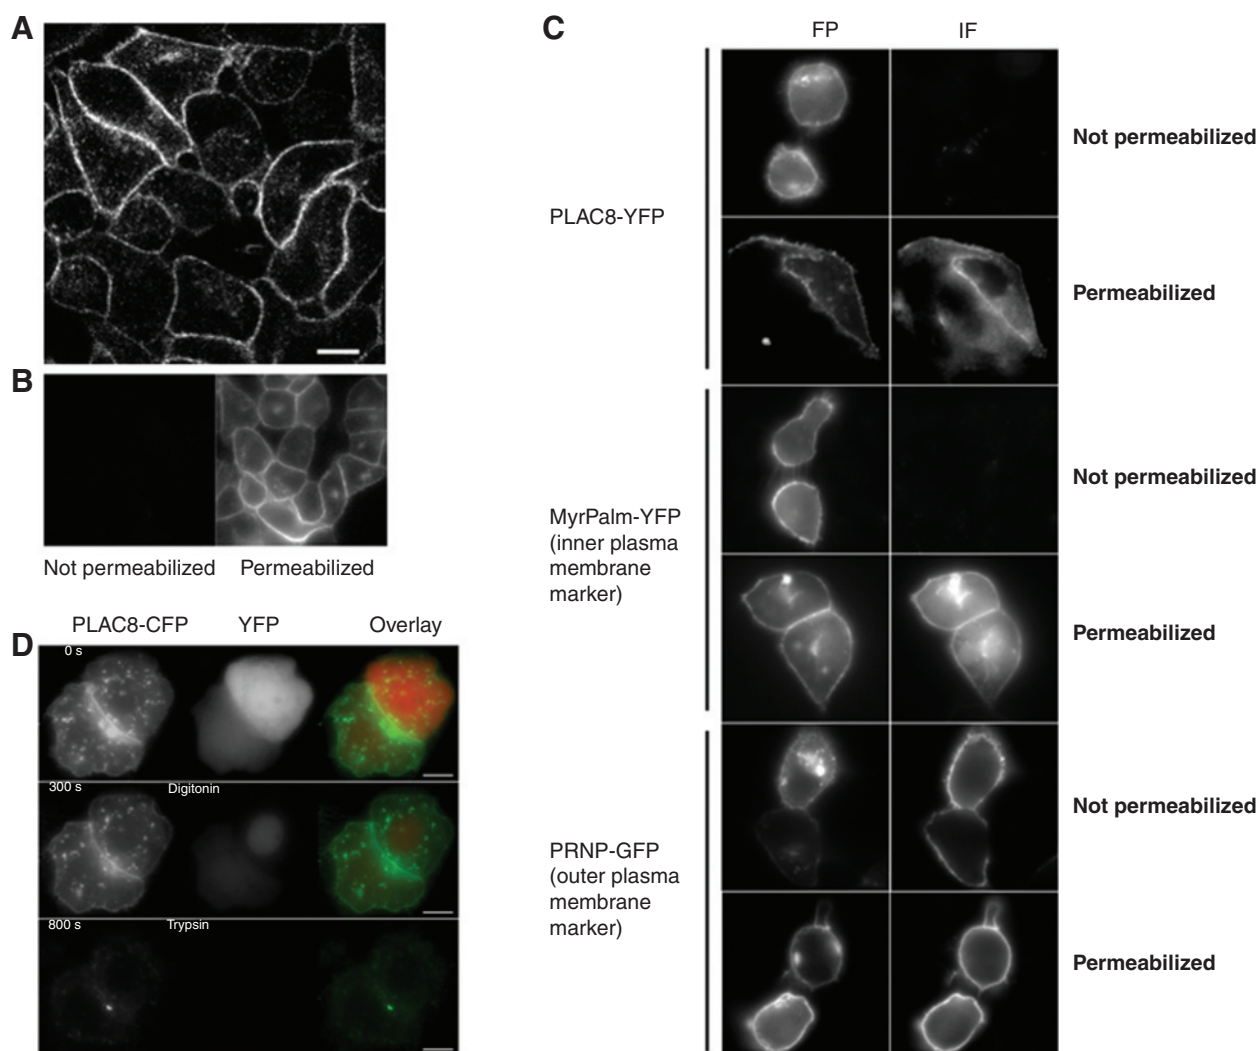 A
B
Not permeabilized Permeabilized
C
FP IF
PLAC8-YFP
Not permeabilized
Permeabilized
MyrPalm-YFP
(inner plasma
membrane
marker)
Not permeabilized
Permeabilized
PRNP-GFP
(outer plasma
membrane
marker)
Not permeabilized
Permeabilized
D
PLAC8-CFP YFP Overlay
0 s
300 s Digitonin
800 s Trypsin